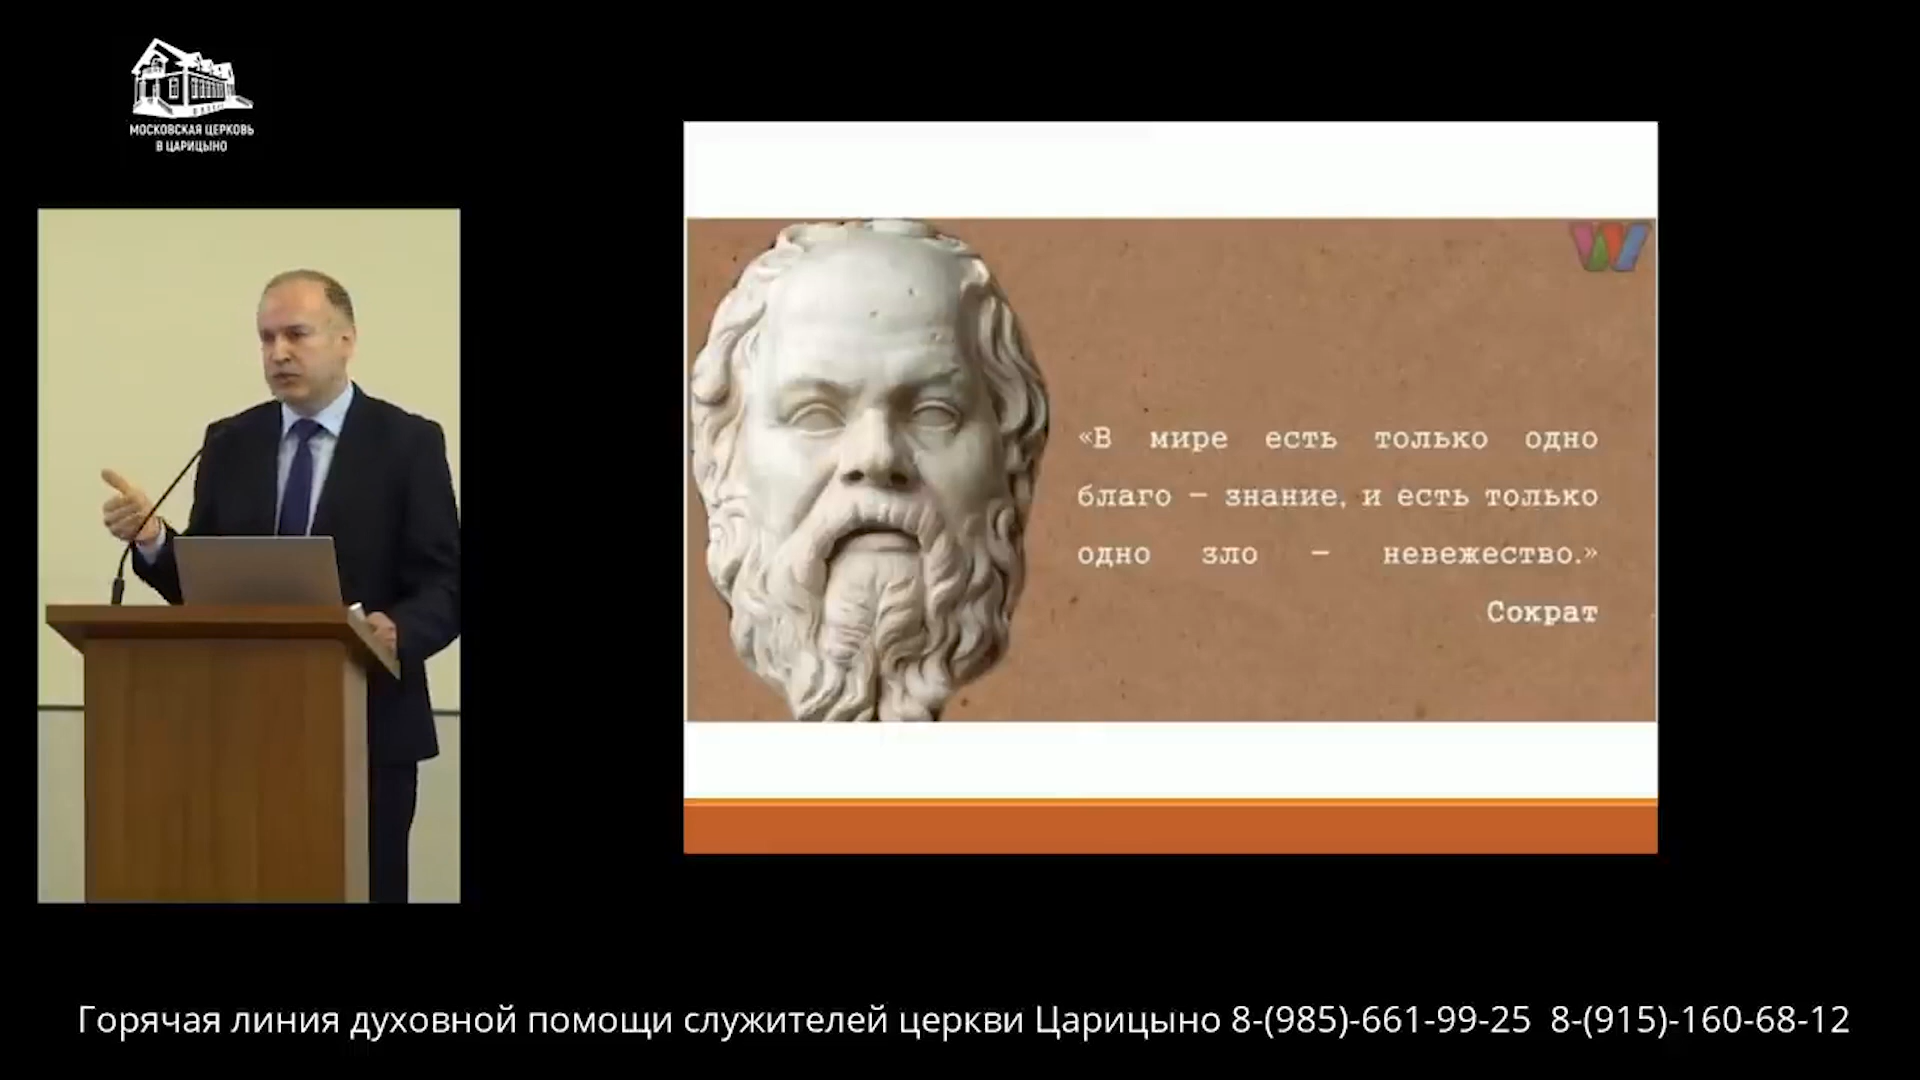 МОСКОВСКАЯ ЦЕРКОВЬ
В ЦАРИЦЫНО
W
«В мире есть только одно
благо – знание, и есть только
одно зло – невежество.»
Сократ
Горячая линия духовной помощи служителей церкви Царицыно 8-(985)-661-99-25 8-(915)-160-68-12